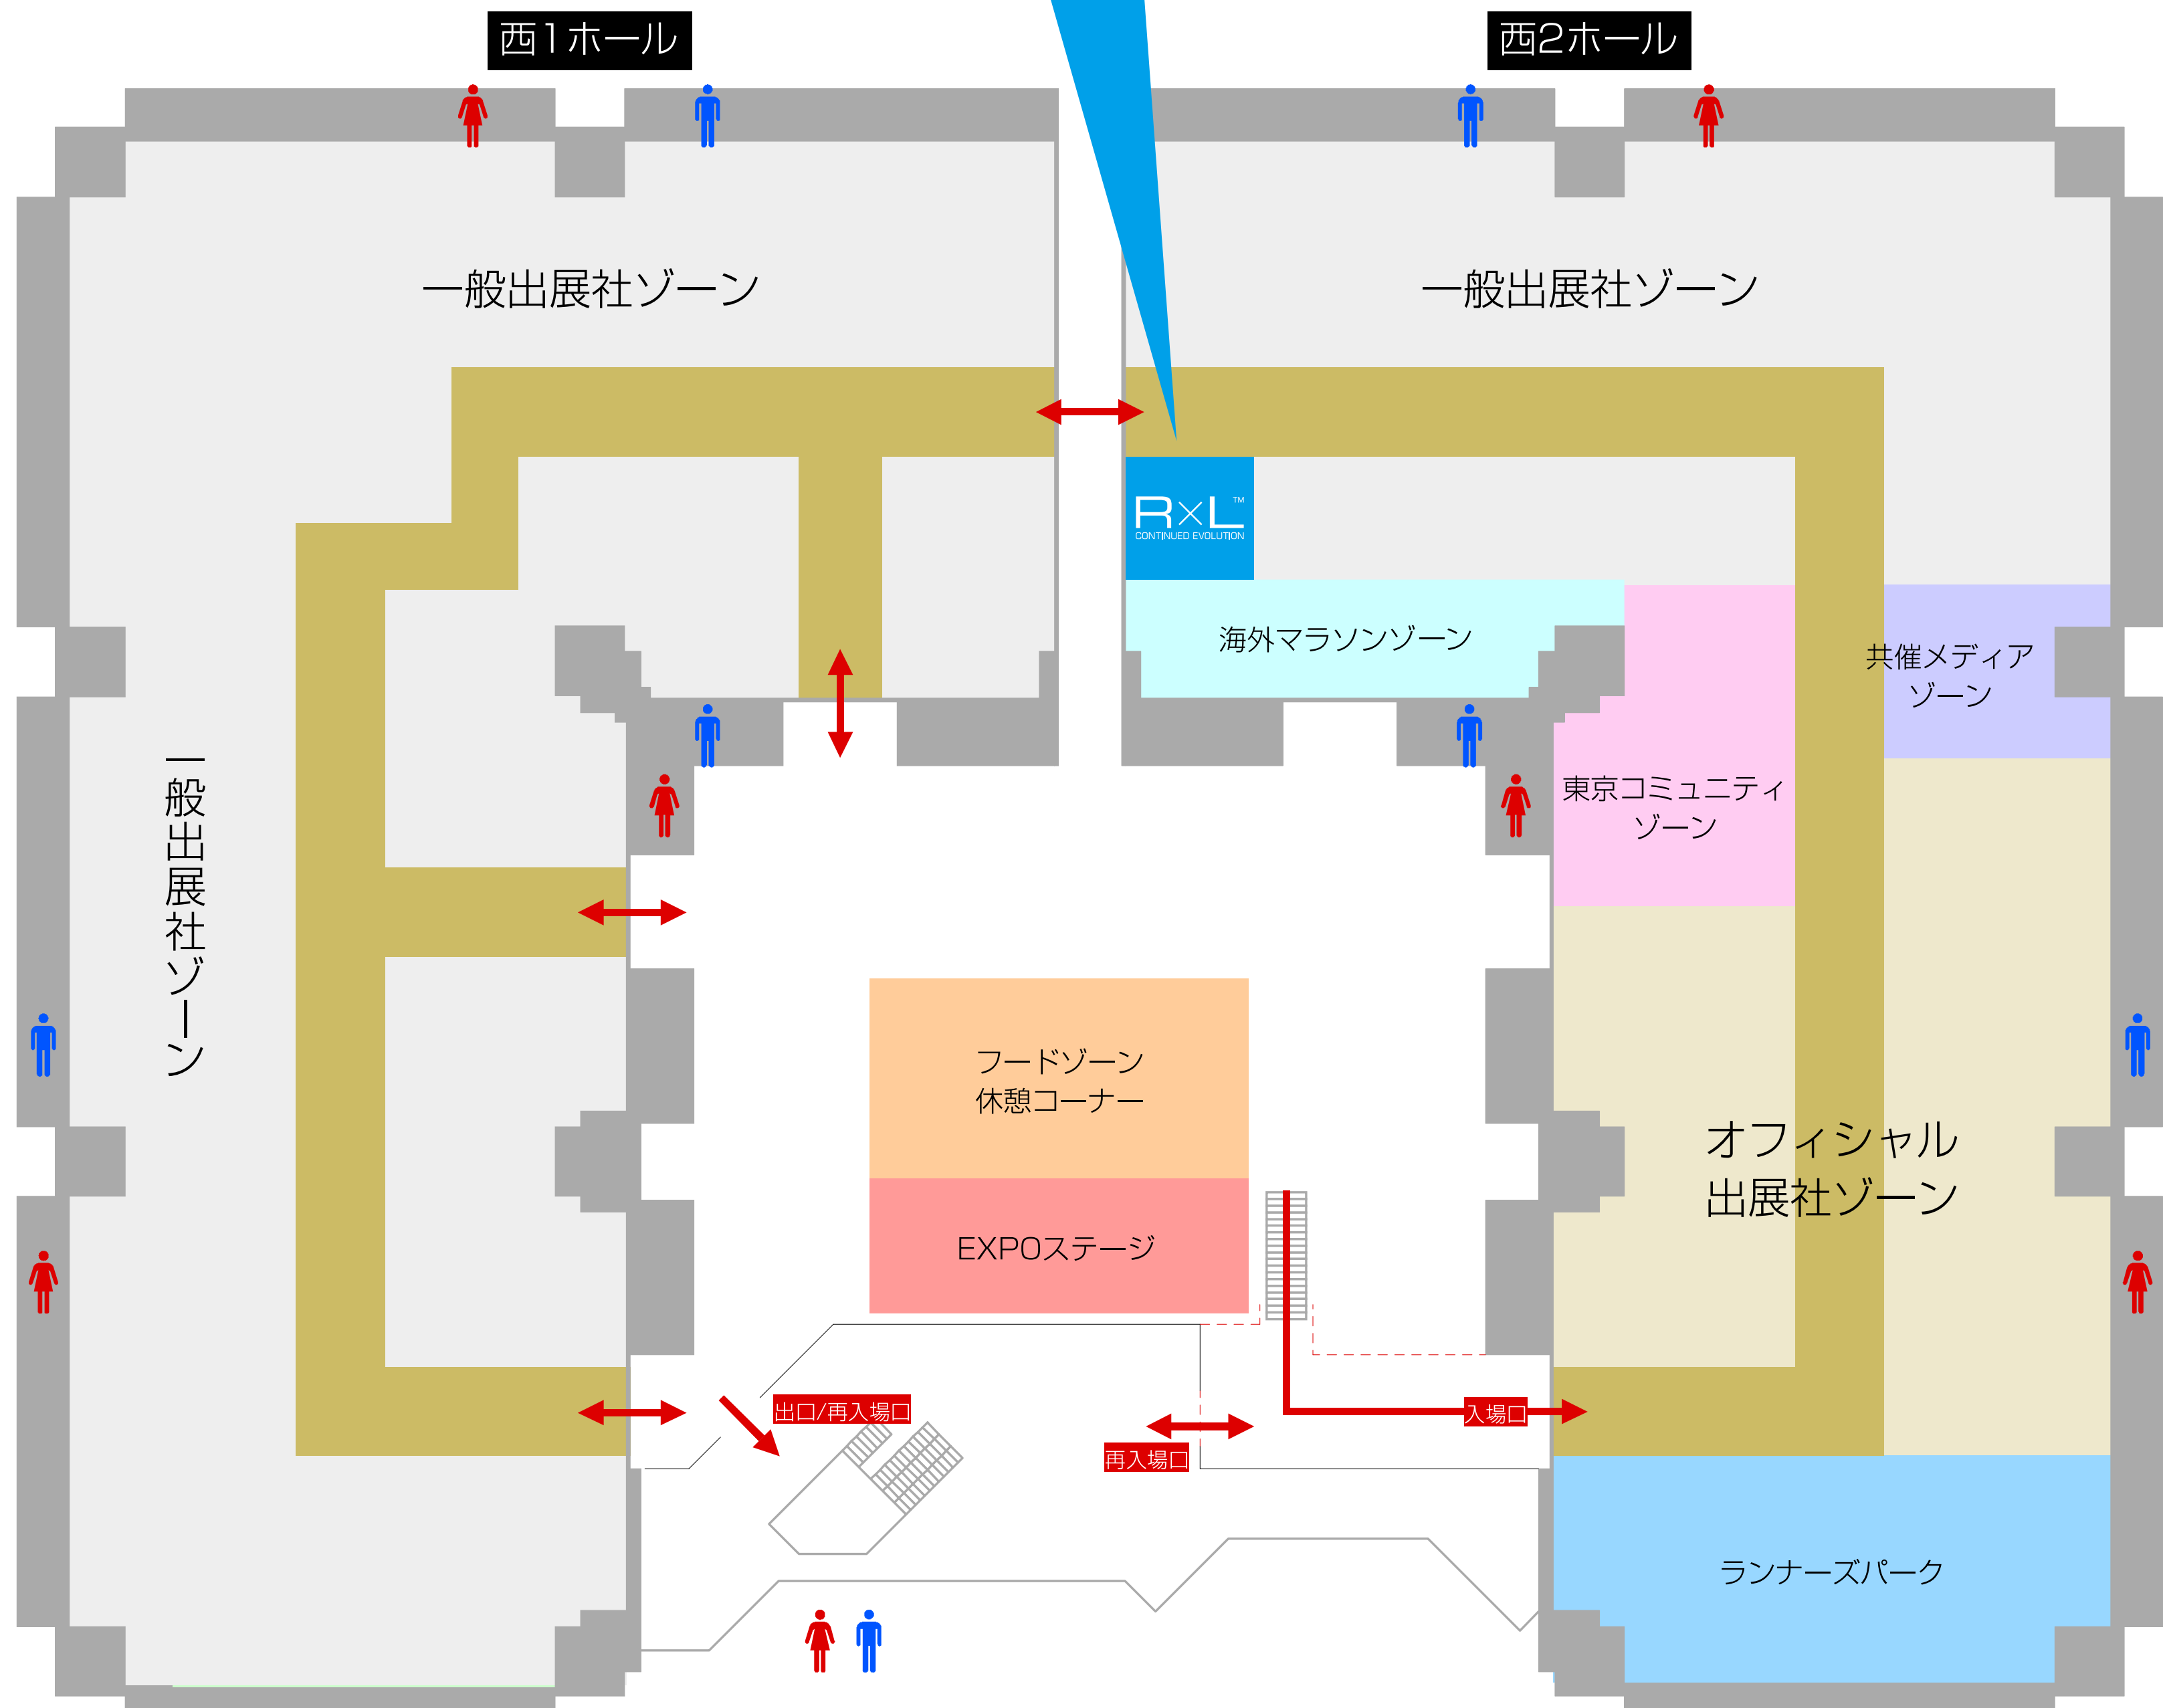 西1ホール
西2ホール
一般出展社ゾーン
一般出展社ゾーン
R×L™
CONTINUED EVOLUTION
海外マラソンゾーン
共催メディア
ゾーン
一般出展社ゾーン
東京コミュニティ
ゾーン
フードゾーン
休憩コーナー
オフィシャル
出展社ゾーン
EXPOステージ
出口/再入場口
入場口
再入場口
ランナーズパーク